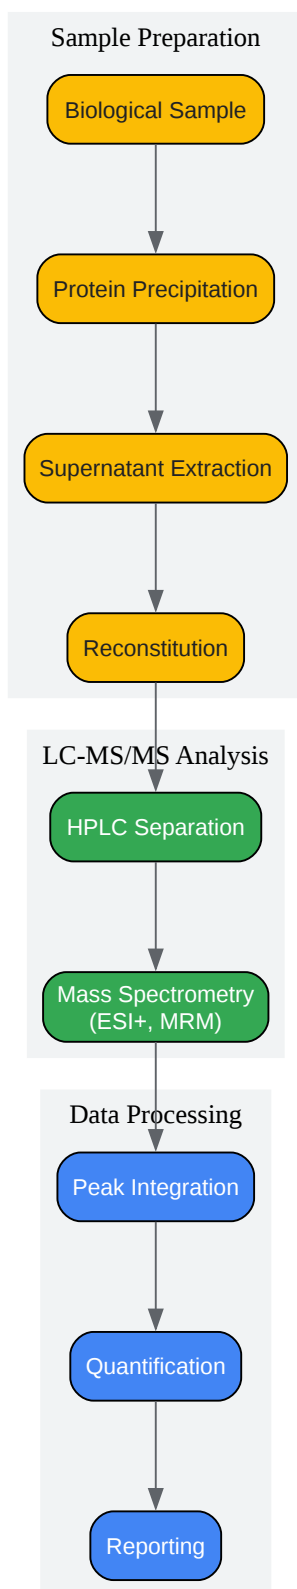 Sample Preparation
Biological Sample
Protein Precipitation
Supernatant Extraction
Reconstitution
LC-MS/MS Analysis
HPLC Separation
Mass Spectrometry
(ESI+, MRM)
Data Processing
Peak Integration
Quantification
Reporting